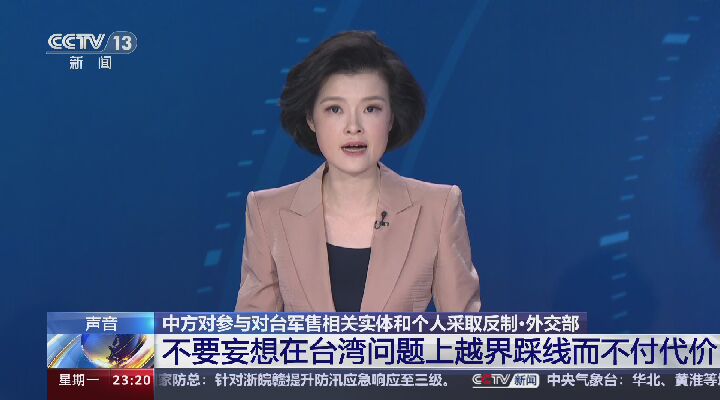 CCTV 13
新闻
声音
中方对参与对台军售相关实体和个人采取反制·外交部
不要妄想在台湾问题上越界踩线而不付代价
星期一 23:20 家防总：针对浙皖赣提升防汛应急响应至三级。 CCTV 新闻 中央气象台：华北、黄淮等